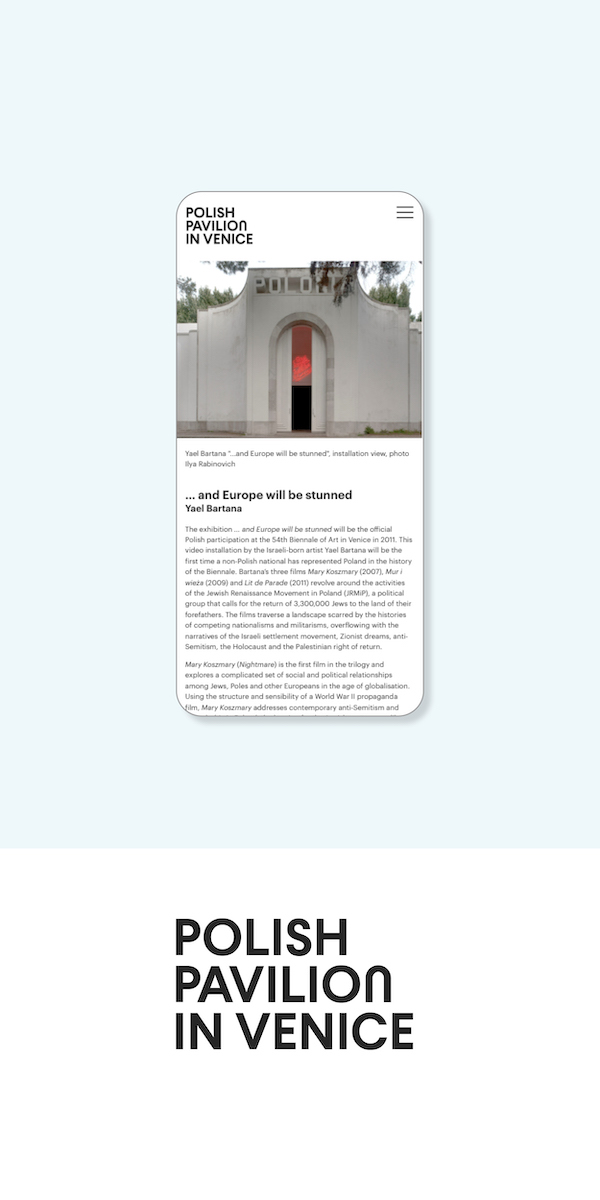 POLISH
PAVILION
IN VENICE
Yael Bartana "...and Europe will be stunned", installation view, photo
Ilya Rabinovich
... and Europe will be stunned
Yael Bartana
The exhibition ... and Europe will be stunned will be the official
Polish participation at the 54th Biennale of Art in Venice in 2011. This
video installation by the Israeli-born artist Yael Bartana will be the
first time a non-Polish national has represented Poland in the history
of the Biennale. Bartana's three films Mary Koszmary (2007), Mur i
wieża (2009) and Lit de Parade (2011) revolve around the activities
of the Jewish Renaissance Movement in Poland (JRMiP), a political
group that calls for the return of 3,300,000 Jews to the land of their
forefathers. The films traverse a landscape scarred by the histories
of competing nationalisms and militarisms, overflowing with the
narratives of the Israeli settlement movement, Zionist dreams, anti-
Semitism, the Holocaust and the Palestinian right of return.
Mary Koszmary (Nightmare) is the first film in the trilogy and
explores a complicated set of social and political relationships
among Jews, Poles and other Europeans in the age of globalisation.
Using the structure and sensibility of a World War II propaganda
film, Mary Koszmary addresses contemporary anti-Semitism and
POLISH
PAVILION
IN VENICE